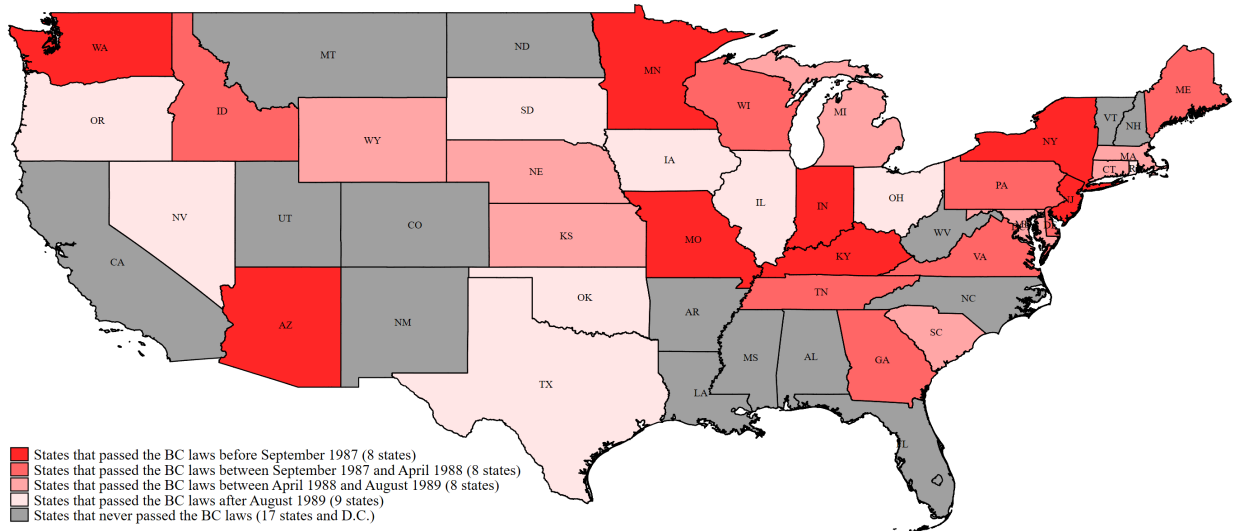 WA
MT
ND
MN
ME
OR
ID
SD
WI
MI
VT
NH
NY
WY
MA
IA
NE
CT
PA
NV
UT
CO
IL
IN
OH
NJ
KS
MO
WV
KY
VA
CA
AZ
NM
OK
TN
NC
AR
SC
MS
AL
GA
TX
LA
States that passed the BC laws before September 1987 (8 states)
States that passed the BC laws between September 1987 and April 1988 (8 states)
States that passed the BC laws between April 1988 and August 1989 (8 states)
States that passed the BC laws after August 1989 (9 states)
States that never passed the BC laws (17 states and D.C.)